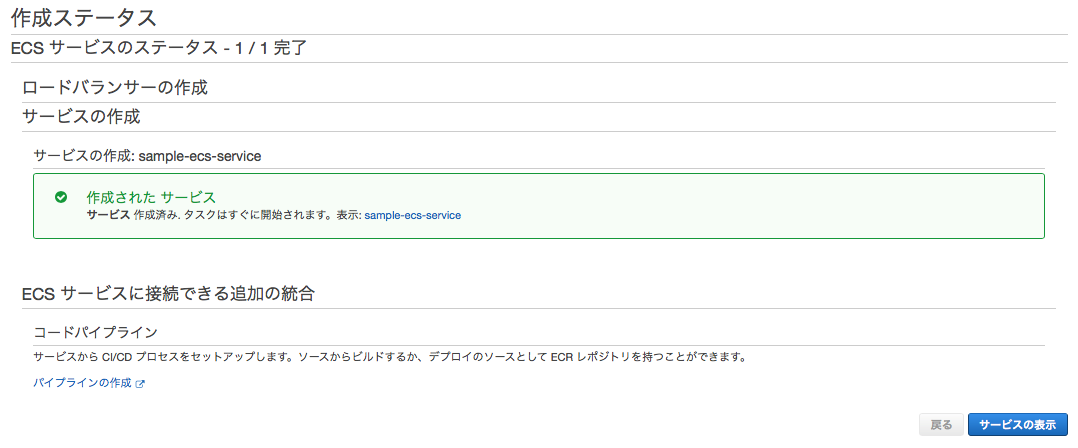 作成ステータス
ECS サービスのステータス - 1 / 1 完了
ロードバランサーの作成
サービスの作成
サービスの作成: sample-ecs-service
作成された サービス
サービス 作成済み. タスクはすぐに開始されます。表示: sample-ecs-service
ECS サービスに接続できる追加の統合
コードパイプライン
サービスから CI/CD プロセスをセットアップします。ソースからビルドするか、デプロイのソースとして ECR レポジトリを持つことができます。
パイプラインの作成
戻る
サービスの表示